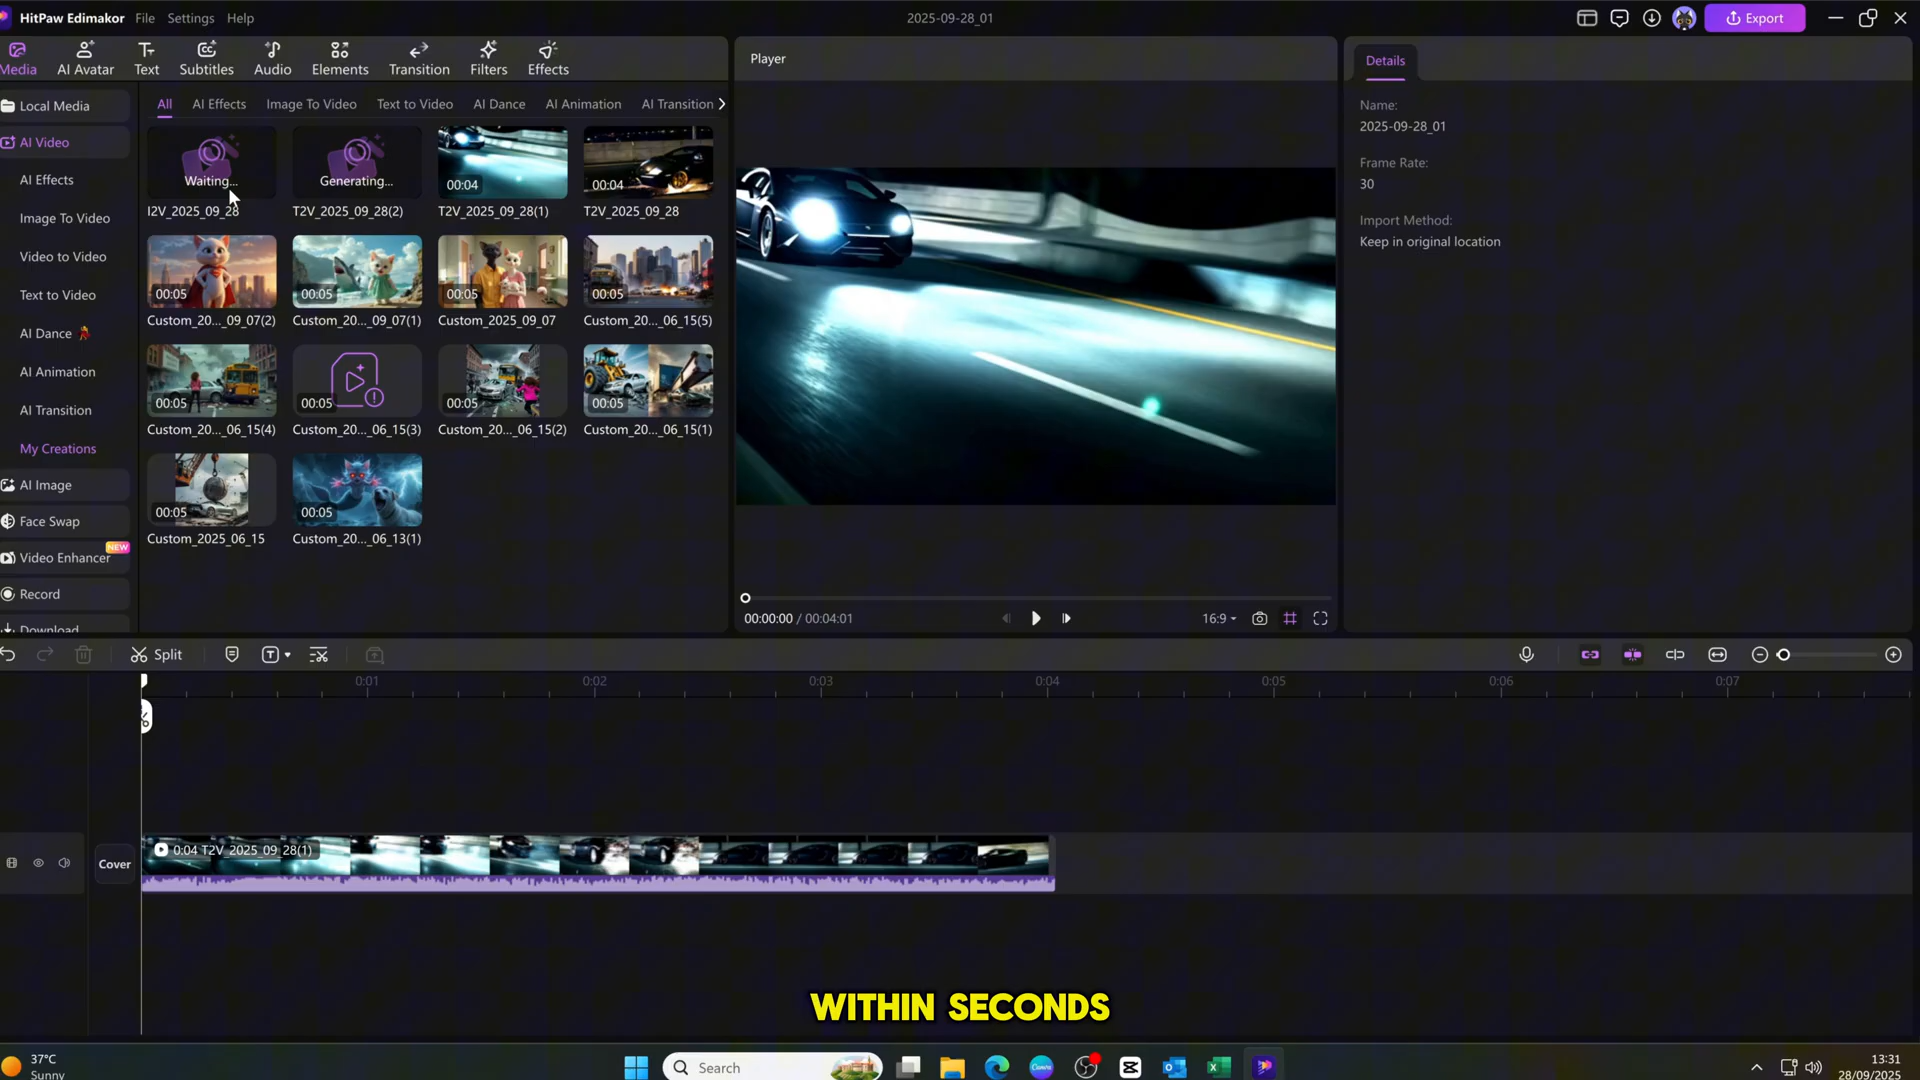 HitPaw Edimakor File Settings Help
2025-09-28_01
Export
Media AI Avatar Text Subtitles Audio Elements Transition Filters Effects
Player
Details
Local Media
AI Video
AI Effects
Image To Video
Video to Video
Text to Video
AI Dance
AI Animation
AI Transition
My Creations
AI Image
Face Swap
NEW
Video Enhancer
Record
Download
All AI Effects Image To Video Text to Video AI Dance AI Animation AI Transition
Waiting... Generating... 00:04 00:04
I2V_2025_09_28 T2V_2025_09_28(2) T2V_2025_09_28(1) T2V_2025_09_28
00:05 00:05 00:05 00:05
Custom_20..._09_07(2) Custom_20..._09_07(1) Custom_2025_09_07 Custom_20..._06_15(5)
00:05 00:05 00:05 00:05
Custom_20..._06_15(4) Custom_20..._06_15(3) Custom_20..._06_15(2) Custom_20..._06_15(1)
00:05 00:05
Custom_2025_06_15 Custom_20..._06_13(1)
00:00:00 / 00:04:01
16:9
Name:
2025-09-28_01
Frame Rate:
30
Import Method:
Keep in original location
Split
0:01 0:02 0:03 0:04 0:05 0:06 0:07
Cover
0:04 T2V_2025_09_28(1)
WITHIN SECONDS
37°C
Sunny
Search
13:31
28/09/2025